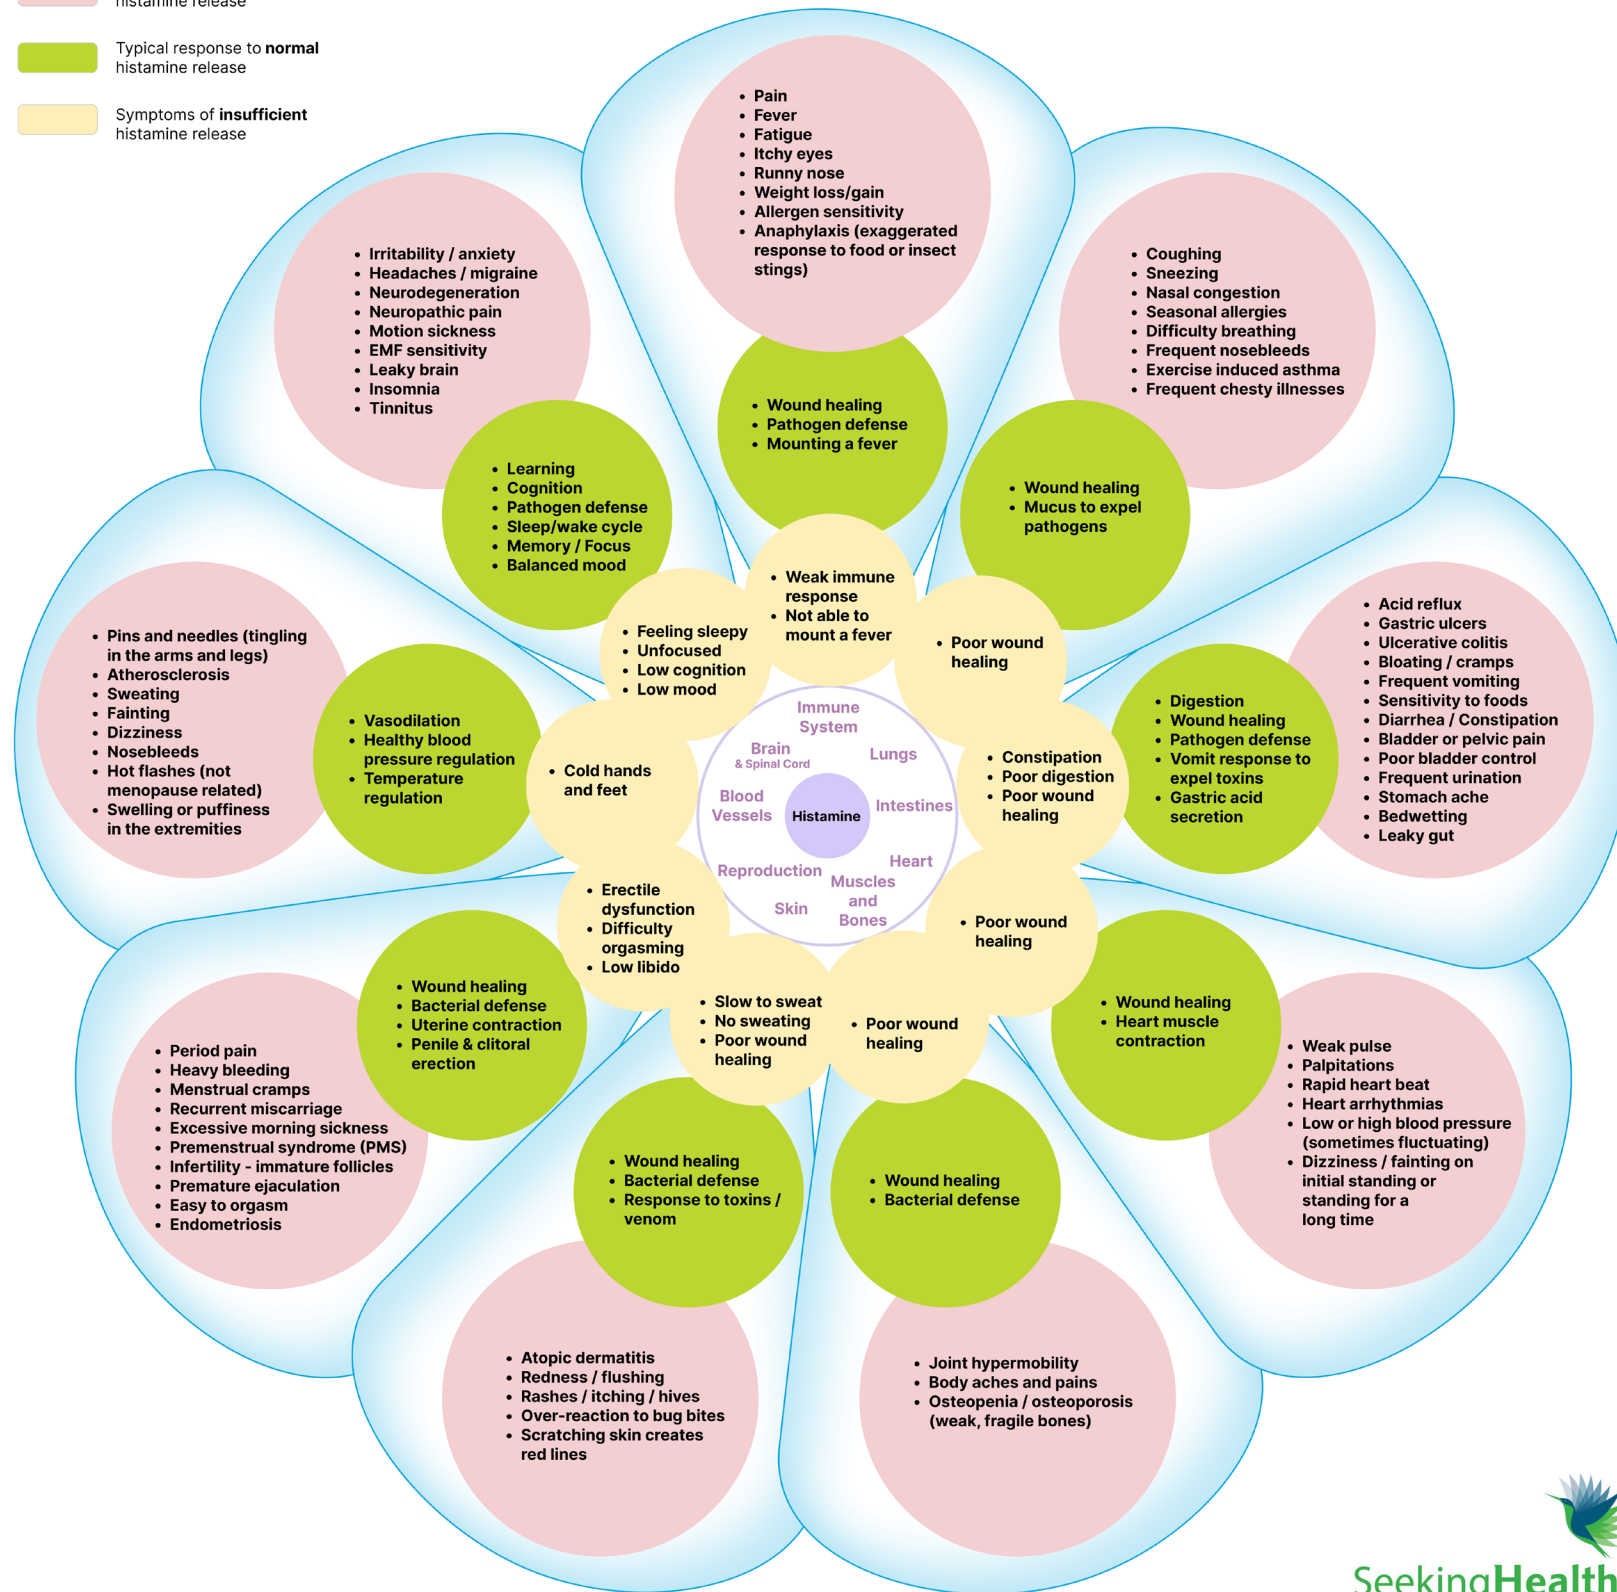 histamine release
Typical response to normal
histamine release
Symptoms of insufficient
histamine release
• Pain
• Fever
• Fatigue
• Itchy eyes
• Runny nose
• Weight loss/gain
• Allergen sensitivity
• Anaphylaxis (exaggerated
response to food or insect
stings)
• Wound healing
• Pathogen defense
• Mounting a fever
• Weak immune
response
• Not able to
mount a fever
• Coughing
• Sneezing
• Nasal congestion
• Seasonal allergies
• Difficulty breathing
• Frequent nosebleeds
• Exercise induced asthma
• Frequent chesty illnesses
• Wound healing
• Mucus to expel
pathogens
• Poor wound
healing
• Acid reflux
• Gastric ulcers
• Ulcerative colitis
• Bloating / cramps
• Frequent vomiting
• Sensitivity to foods
• Diarrhea / Constipation
• Bladder or pelvic pain
• Poor bladder control
• Frequent urination
• Stomach ache
• Bedwetting
• Leaky gut
• Digestion
• Wound healing
• Pathogen defense
• Vomit response to
expel toxins
• Gastric acid
secretion
• Constipation
• Poor digestion
• Poor wound
healing
• Weak pulse
• Palpitations
• Rapid heart beat
• Heart arrhythmias
• Low or high blood pressure
(sometimes fluctuating)
• Dizziness / fainting on
initial standing or
standing for a
long time
• Wound healing
• Heart muscle
contraction
• Poor wound
healing
• Joint hypermobility
• Body aches and pains
• Osteopenia / osteoporosis
(weak, fragile bones)
• Wound healing
• Bacterial defense
• Poor wound
healing
• Atopic dermatitis
• Redness / flushing
• Rashes / itching / hives
• Over-reaction to bug bites
• Scratching skin creates
red lines
• Wound healing
• Bacterial defense
• Response to toxins /
venom
• Slow to sweat
• No sweating
• Poor wound
healing
• Period pain
• Heavy bleeding
• Menstrual cramps
• Recurrent miscarriage
• Excessive morning sickness
• Premenstrual syndrome (PMS)
• Infertility - immature follicles
• Premature ejaculation
• Easy to orgasm
• Endometriosis
• Wound healing
• Bacterial defense
• Uterine contraction
• Penile & clitoral
erection
• Erectile
dysfunction
• Difficulty
orgasming
• Low libido
• Pins and needles (tingling
in the arms and legs)
• Atherosclerosis
• Sweating
• Fainting
• Dizziness
• Nosebleeds
• Hot flashes (not
menopause related)
• Swelling or puffiness
in the extremities
• Vasodilation
• Healthy blood
pressure regulation
• Temperature
regulation
• Cold hands
and feet
• Irritability / anxiety
• Headaches / migraine
• Neurodegeneration
• Neuropathic pain
• Motion sickness
• EMF sensitivity
• Leaky brain
• Insomnia
• Tinnitus
• Learning
• Cognition
• Pathogen defense
• Sleep/wake cycle
• Memory / Focus
• Balanced mood
• Feeling sleepy
• Unfocused
• Low cognition
• Low mood
Immune
System
Lungs
Intestines
Heart
Muscles
and
Bones
Skin
Reproduction
Blood
Vessels
Brain
& Spinal Cord
Histamine
SeekingHealth